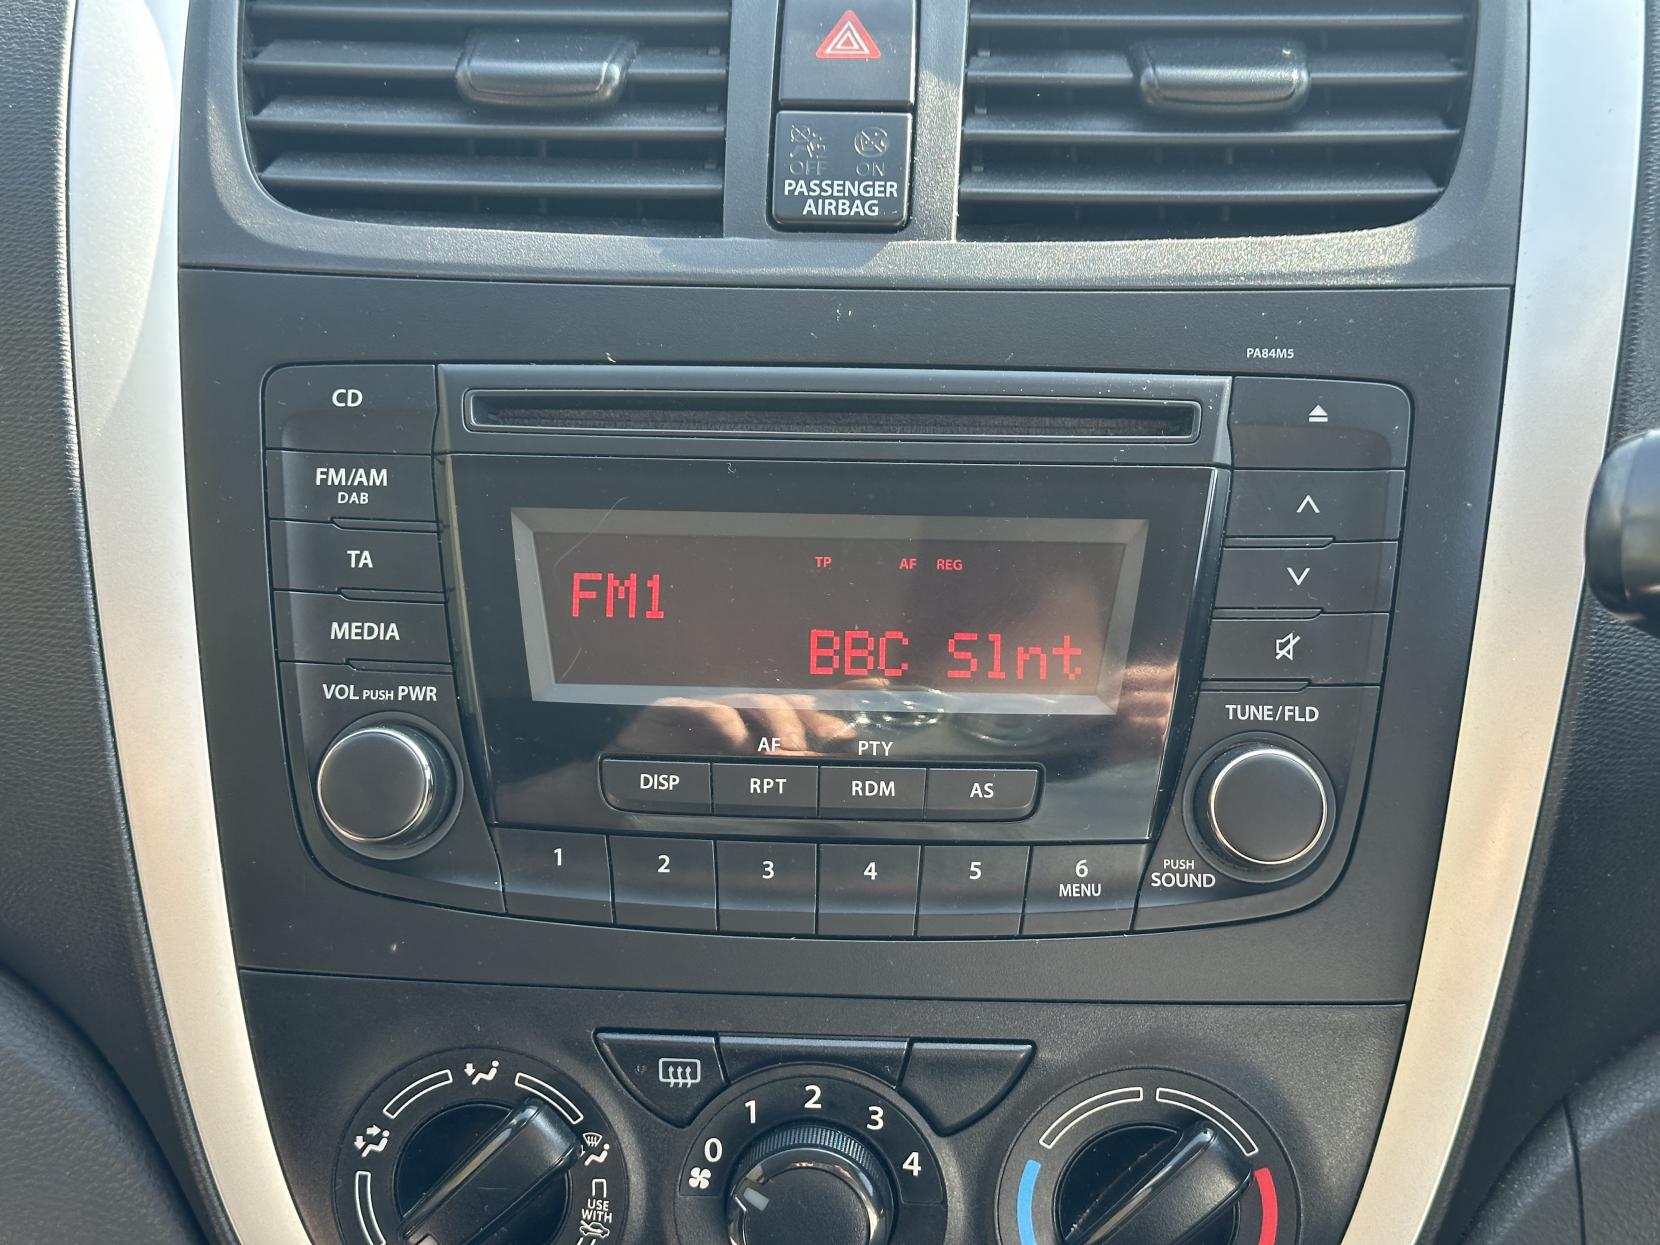 OFF ON
PASSENGER
AIRBAG
PA84M5
CD
FM/AM
DAB
TA
MEDIA
VOL PUSH PWR
TP AF REG
FM1
BBC Slnt
TUNE/FLD
AF PTY
DISP RPT RDM AS
1 2 3 4 5 6
MENU
PUSH
SOUND
0 1 2 3 4
USE
WITH